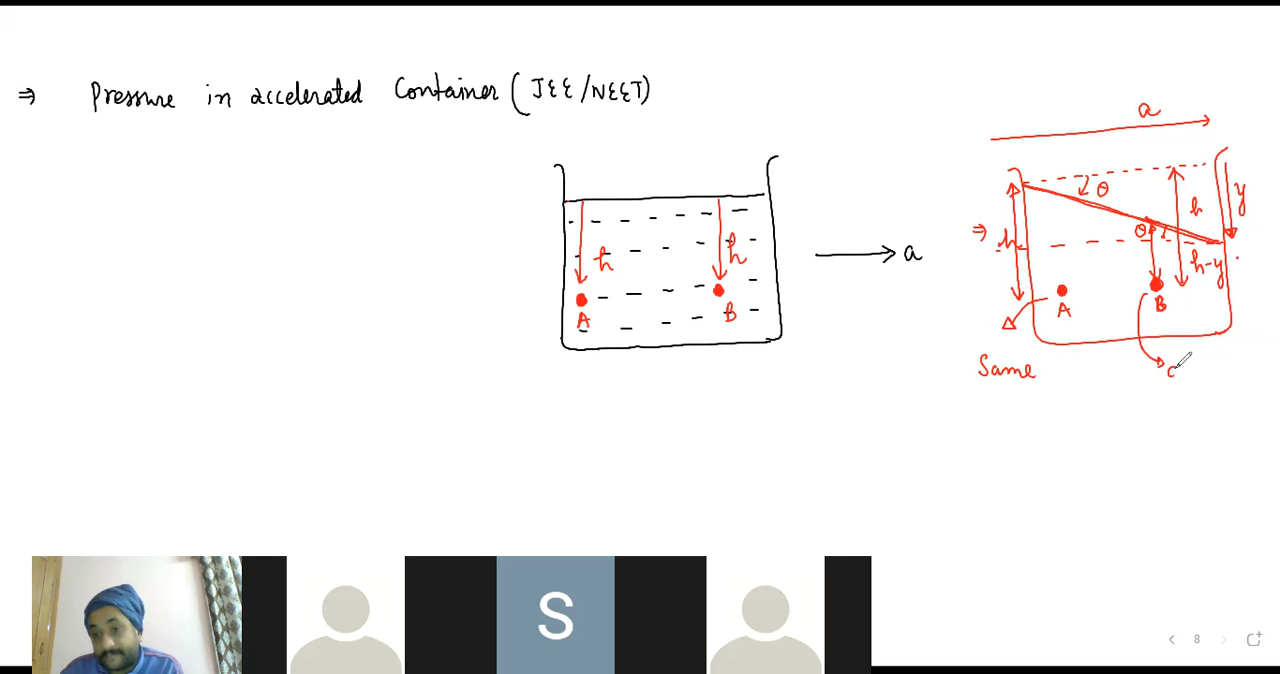 ⇒ Pressure in accelerated Container (JEE/NEET)
a
θ
y
h
⇒ h
θ
h h
a
h-y
A B
A B
Same
c
S
8